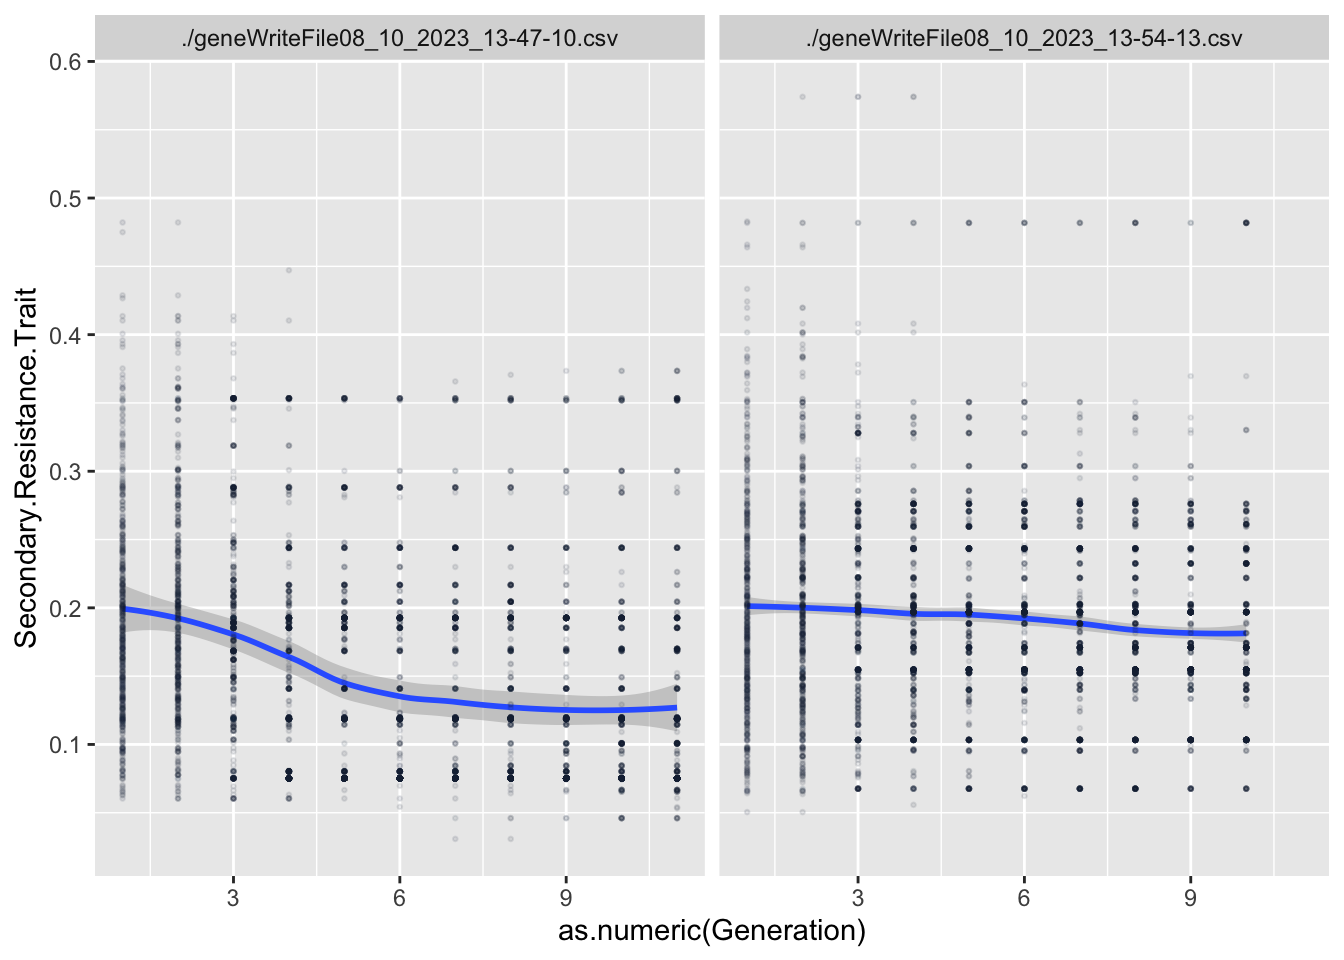 ./geneWriteFile08_10_2023_13-47-10.csv ./geneWriteFile08_10_2023_13-54-13.csv
0.6
0.5
0.4
0.3
0.2
0.1
Secondary.Resistance.Trait
3 6 9 3 6 9
as.numeric(Generation)